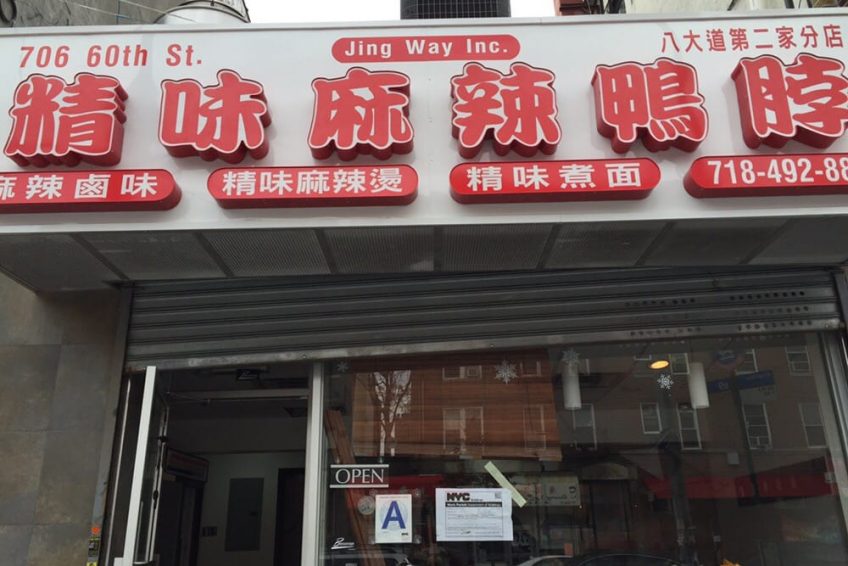 706 60th St.
Jing Way Inc.
八大道第二家分店
精味麻辣鴨脖
麻辣鹵味
精味麻辣燙
精味煮面
718-492-88
OPEN
A
NYC
Work Permit